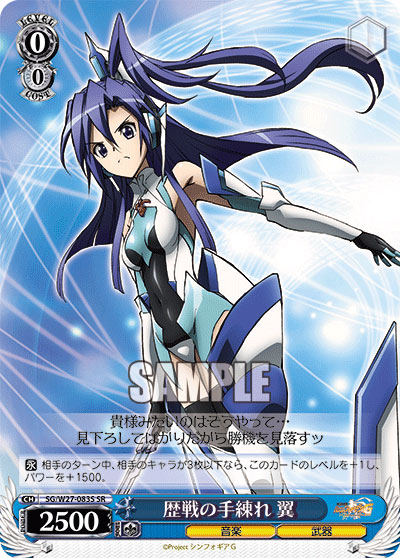 LEVEL
0
0
COST
SAMPLE
貴様みたいのはそうやって…
見下ろしてばかりだから勝機を見落すッ
永 相手のターン中、相手のキャラが3枚以下なら、このカードのレベルを+1し、
パワーを+1500。
CH SG/W27-083S SR
2500
歴戦の手練れ 翼
音楽 武器
©Project シンフォギアG